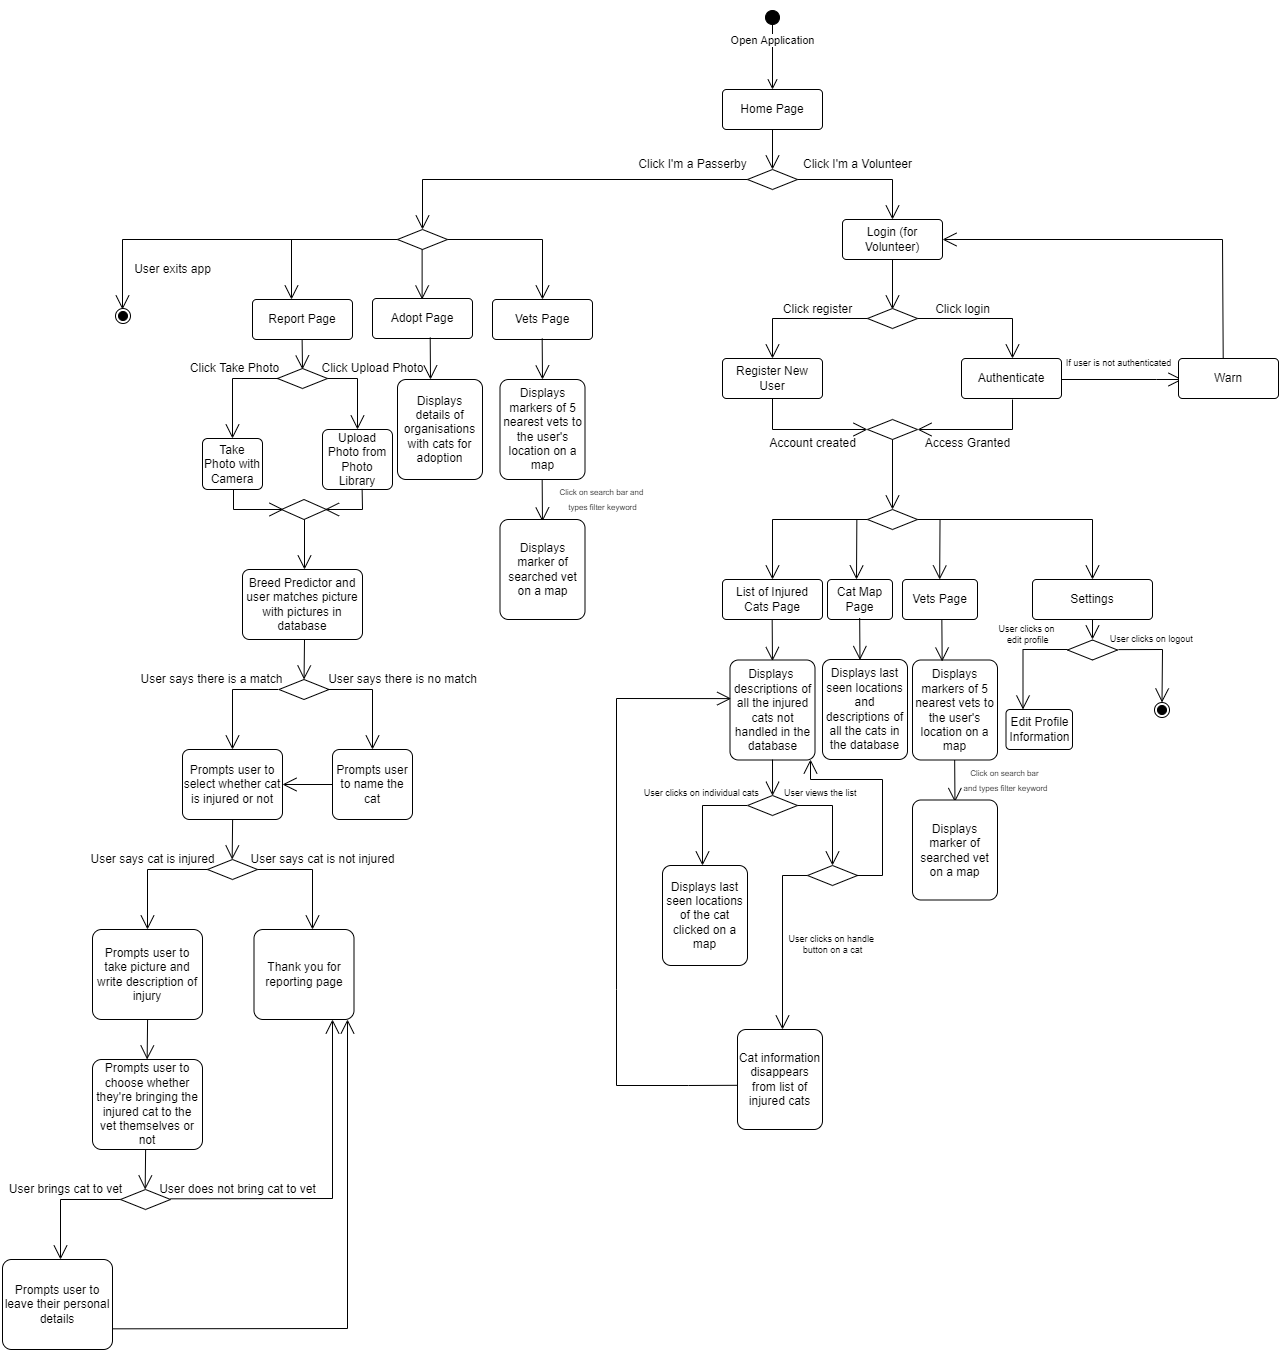 Open Application
Home Page
Click I'm a Passerby
Click I'm a Volunteer
Login (for
Volunteer)
User exits app
Report Page
Adopt Page
Vets Page
Click register
Click login
Click Take Photo
Click Upload Photo
Register New
User
Authenticate
If user is not authenticated
Warn
Displays
details of
organisations
with cats for
adoption
Displays
markers of 5
nearest vets to
the user's
location on a
map
Take
Photo with
Camera
Upload
Photo from
Photo
Library
Account created
Access Granted
Click on search bar and
types filter keyword
Displays
marker of
searched vet
on a map
Breed Predictor and
user matches picture
with pictures in
database
List of Injured
Cats Page
Cat Map
Page
Vets Page
Settings
User clicks on
edit profile
User clicks on logout
User says there is a match
User says there is no match
Displays
descriptions of
all the injured
cats not
handled in the
database
Displays last
seen locations
and
descriptions of
all the cats in
the database
Displays
markers of 5
nearest vets to
the user's
location on a
map
Edit Profile
Information
Prompts user to
select whether cat
is injured or not
Prompts user
to name the
cat
Click on search bar
and types filter keyword
User clicks on individual cats
User views the list
Displays
marker of
searched vet
on a map
User says cat is injured
User says cat is not injured
Displays last
seen locations
of the cat
clicked on a
map
User clicks on handle
button on a cat
Prompts user to
take picture and
write description of
injury
Thank you for
reporting page
Cat information
disappears
from list of
injured cats
Prompts user to
choose whether
they're bringing the
injured cat to the
vet themselves or
not
User brings cat to vet
User does not bring cat to vet
Prompts user to
leave their personal
details